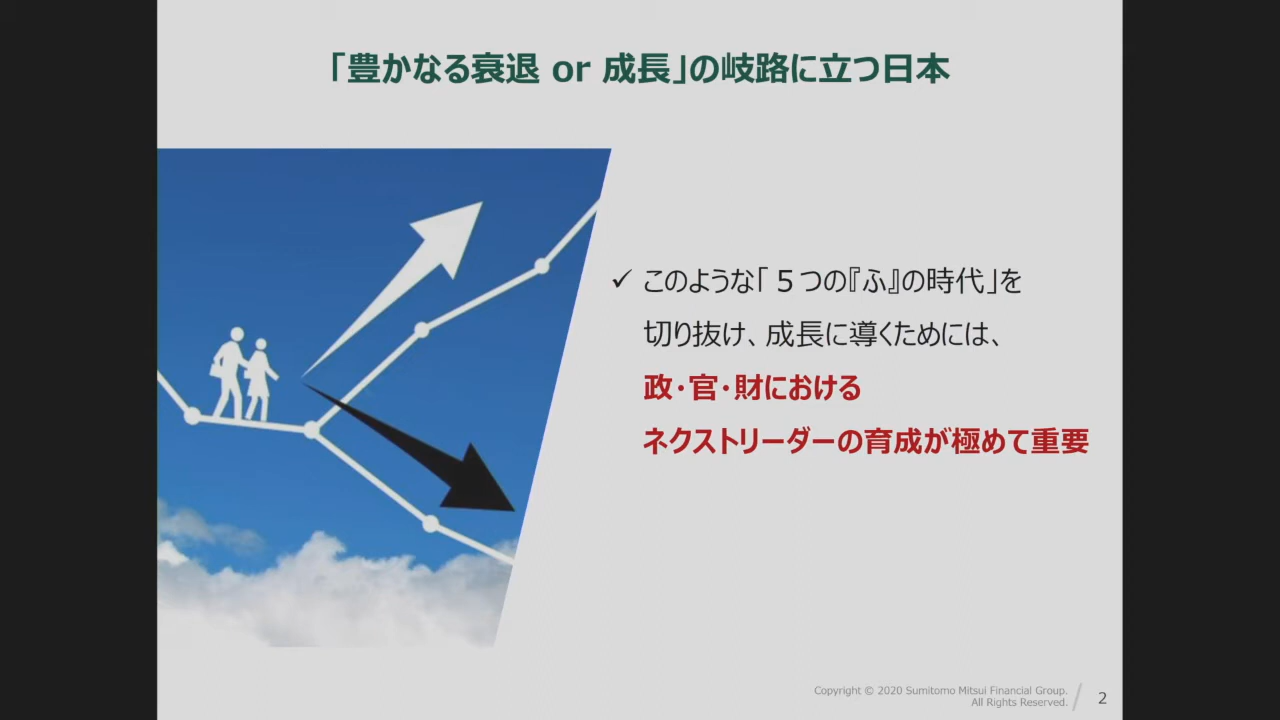 「豊かなる衰退 or 成長」の岐路に立つ日本
✓ このような「５つの『ふ』の時代」を
切り抜け、成長に導くためには、
政・官・財における
ネクストリーダーの育成が極めて重要
Copyright © 2020 Sumitomo Mitsui Financial Group.
All Rights Reserved.
2